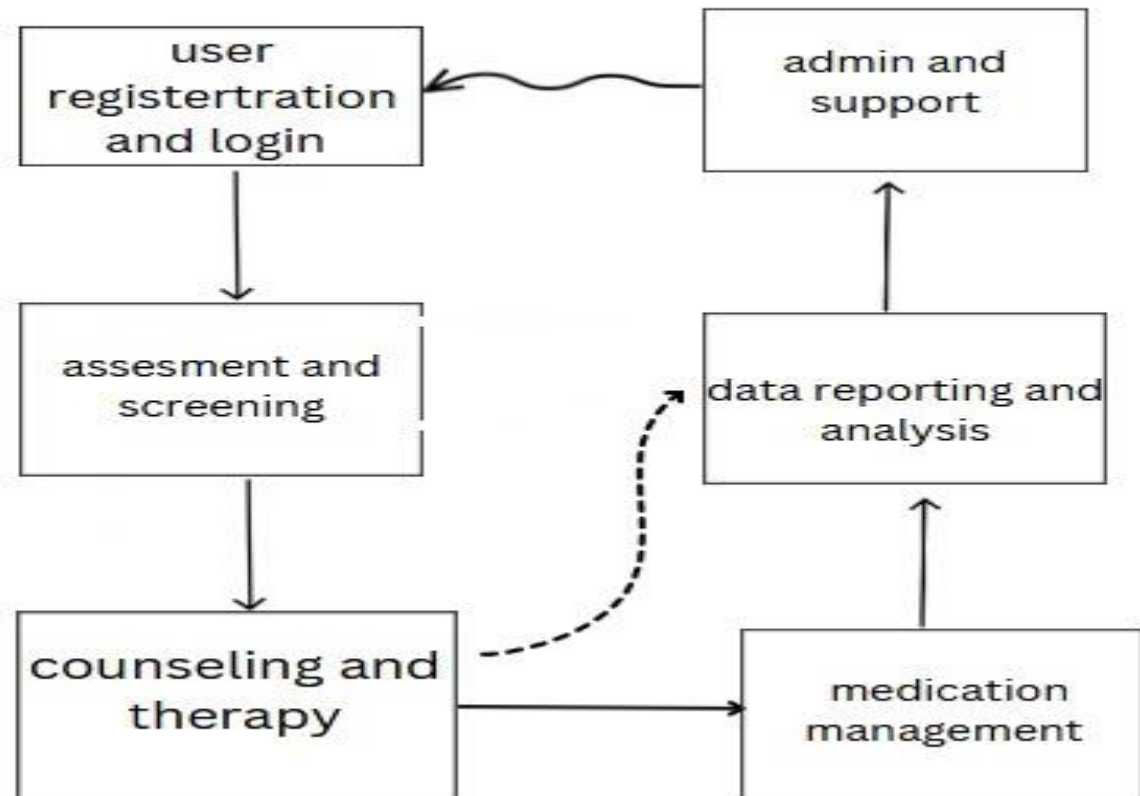 user
registertration
and login
admin and
support
assesment and
screening
data reporting and
analysis
counseling and
therapy
medication
management